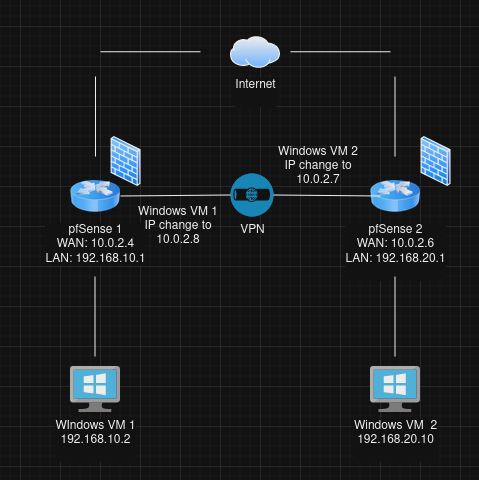 Internet
Windows VM 2
IP change to
10.0.2.7
Windows VM 1
IP change to
10.0.2.8
VPN
pfSense 1
WAN: 10.0.2.4
LAN: 192.168.10.1
pfSense 2
WAN: 10.0.2.6
LAN: 192.168.20.1
WIndows VM 1
192.168.10.2
Windows VM  2
192.168.20.10